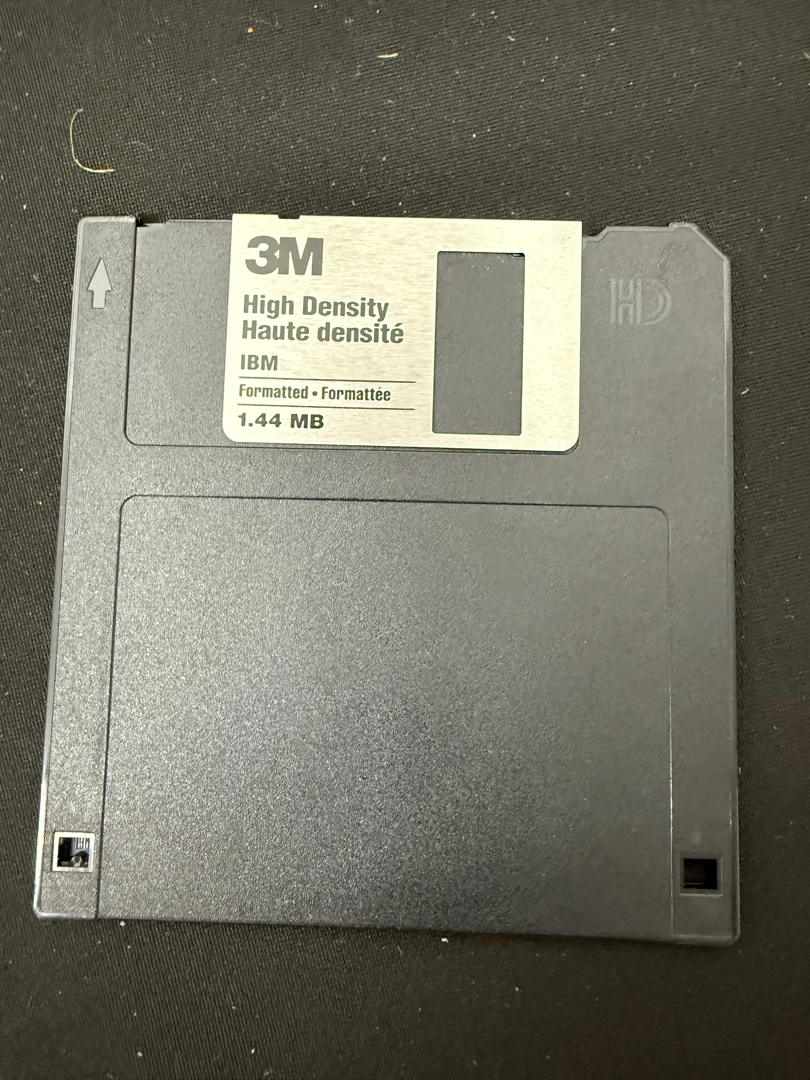 3M
HD
High Density
Haute densité
IBM
Formatted • Formattée
1.44 MB